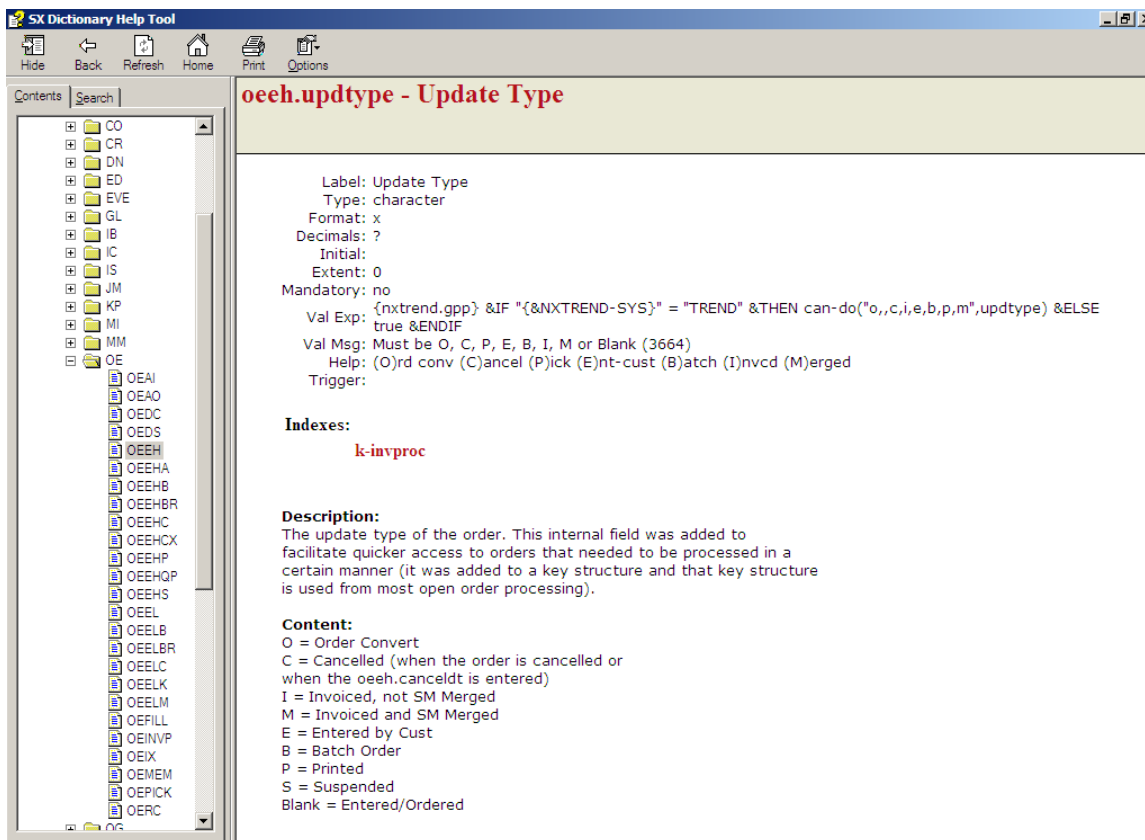 SX Dictionary Help Tool
Hide Back Refresh Home Print Options
Contents Search
CO
CR
DN
ED
EVE
GL
IB
IC
IS
JM
KP
MI
MM
OE
OEAI
OEAO
OEDC
OEDS
OEEH
OEEHA
OEEHB
OEEHBR
OEEHC
OEEHCX
OEEHP
OEEHQP
OEEHS
OEEL
OEELB
OEELBR
OEELC
OEELK
OEELM
OEFILL
OEINVP
OEIX
OEMEM
OEPICK
OERC
OG
oeeh.updtype - Update Type
Label: Update Type
Type: character
Format: x
Decimals: ?
Initial:
Extent: 0
Mandatory: no
Val Exp: {nxtrend.gpp} &IF "{&NXTREND-SYS}" = "TREND" &THEN can-do("o,,c,i,e,b,p,m",updtype) &ELSE
true &ENDIF
Val Msg: Must be O, C, P, E, B, I, M or Blank (3664)
Help: (O)rd conv (C)ancel (P)ick (E)nt-cust (B)atch (I)nvcd (M)erged
Trigger:
Indexes:
k-invproc
Description:
The update type of the order. This internal field was added to
facilitate quicker access to orders that needed to be processed in a
certain manner (it was added to a key structure and that key structure
is used from most open order processing).
Content:
O = Order Convert
C = Cancelled (when the order is cancelled or
when the oeeh.canceldt is entered)
I = Invoiced, not SM Merged
M = Invoiced and SM Merged
E = Entered by Cust
B = Batch Order
P = Printed
S = Suspended
Blank = Entered/Ordered